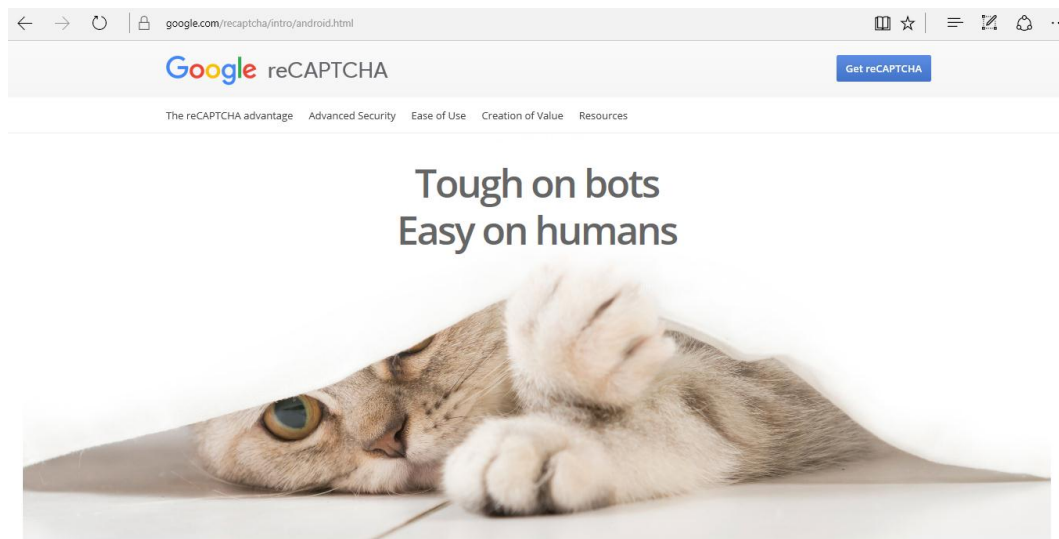 google.com/recaptcha/intro/android.html
Google reCAPTCHA
Get reCAPTCHA
The reCAPTCHA advantage Advanced Security Ease of Use Creation of Value Resources
Tough on bots
Easy on humans